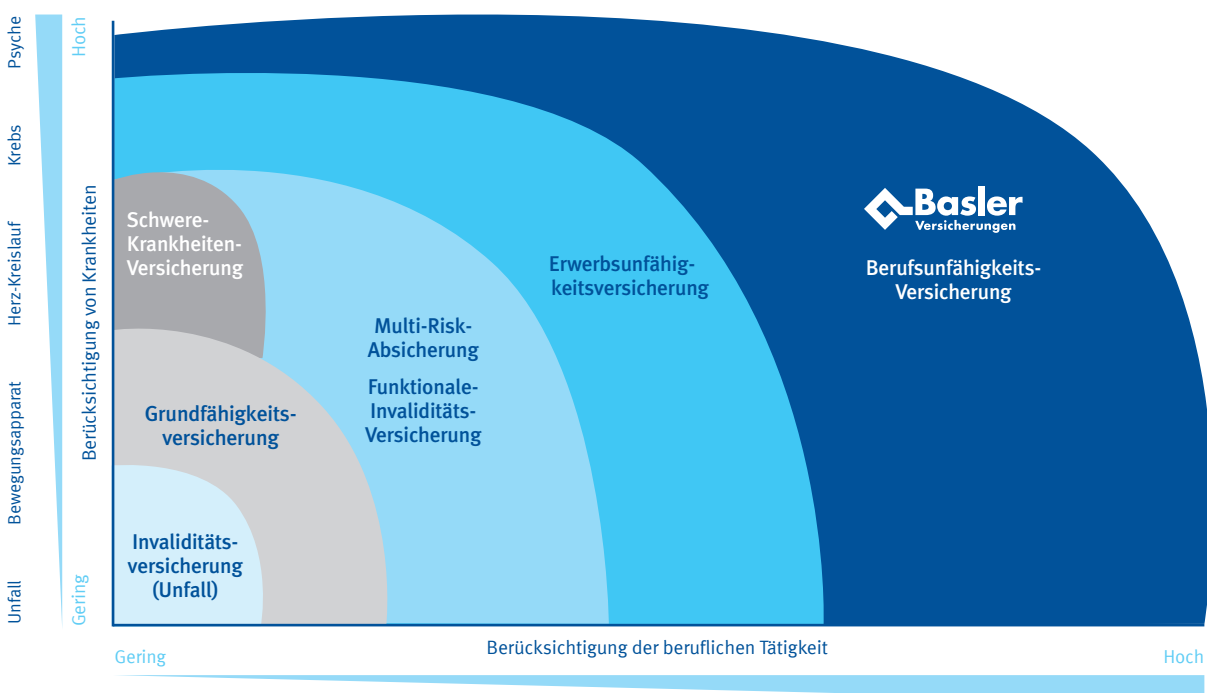 Psyche
Krebs
Herz-Kreislauf
Bewegungsapparat
Unfall
Hoch
Berücksichtigung von Krankheiten
Gering
Schwere-
Krankheiten-
Versicherung
Grundfähigkeits-
versicherung
Invaliditäts-
versicherung
(Unfall)
Multi-Risk-
Absicherung
Funktionale-
Invaliditäts-
Versicherung
Erwerbsunfähig-
keitsversicherung
Basler
Versicherungen
Berufsunfähigkeits-
Versicherung
Gering
Berücksichtigung der beruflichen Tätigkeit
Hoch